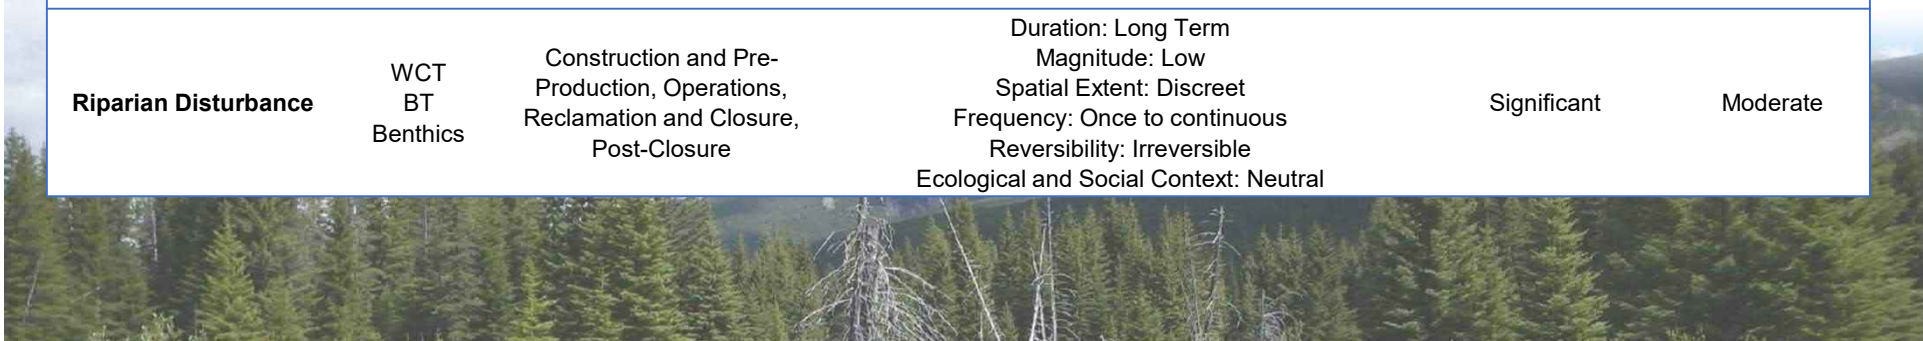 Riparian Disturbance
WCT
BT
Benthics
Construction and Pre-
Production, Operations,
Reclamation and Closure,
Post-Closure
Duration: Long Term
Magnitude: Low
Spatial Extent: Discreet
Frequency: Once to continuous
Reversibility: Irreversible
Ecological and Social Context: Neutral
Significant
Moderate